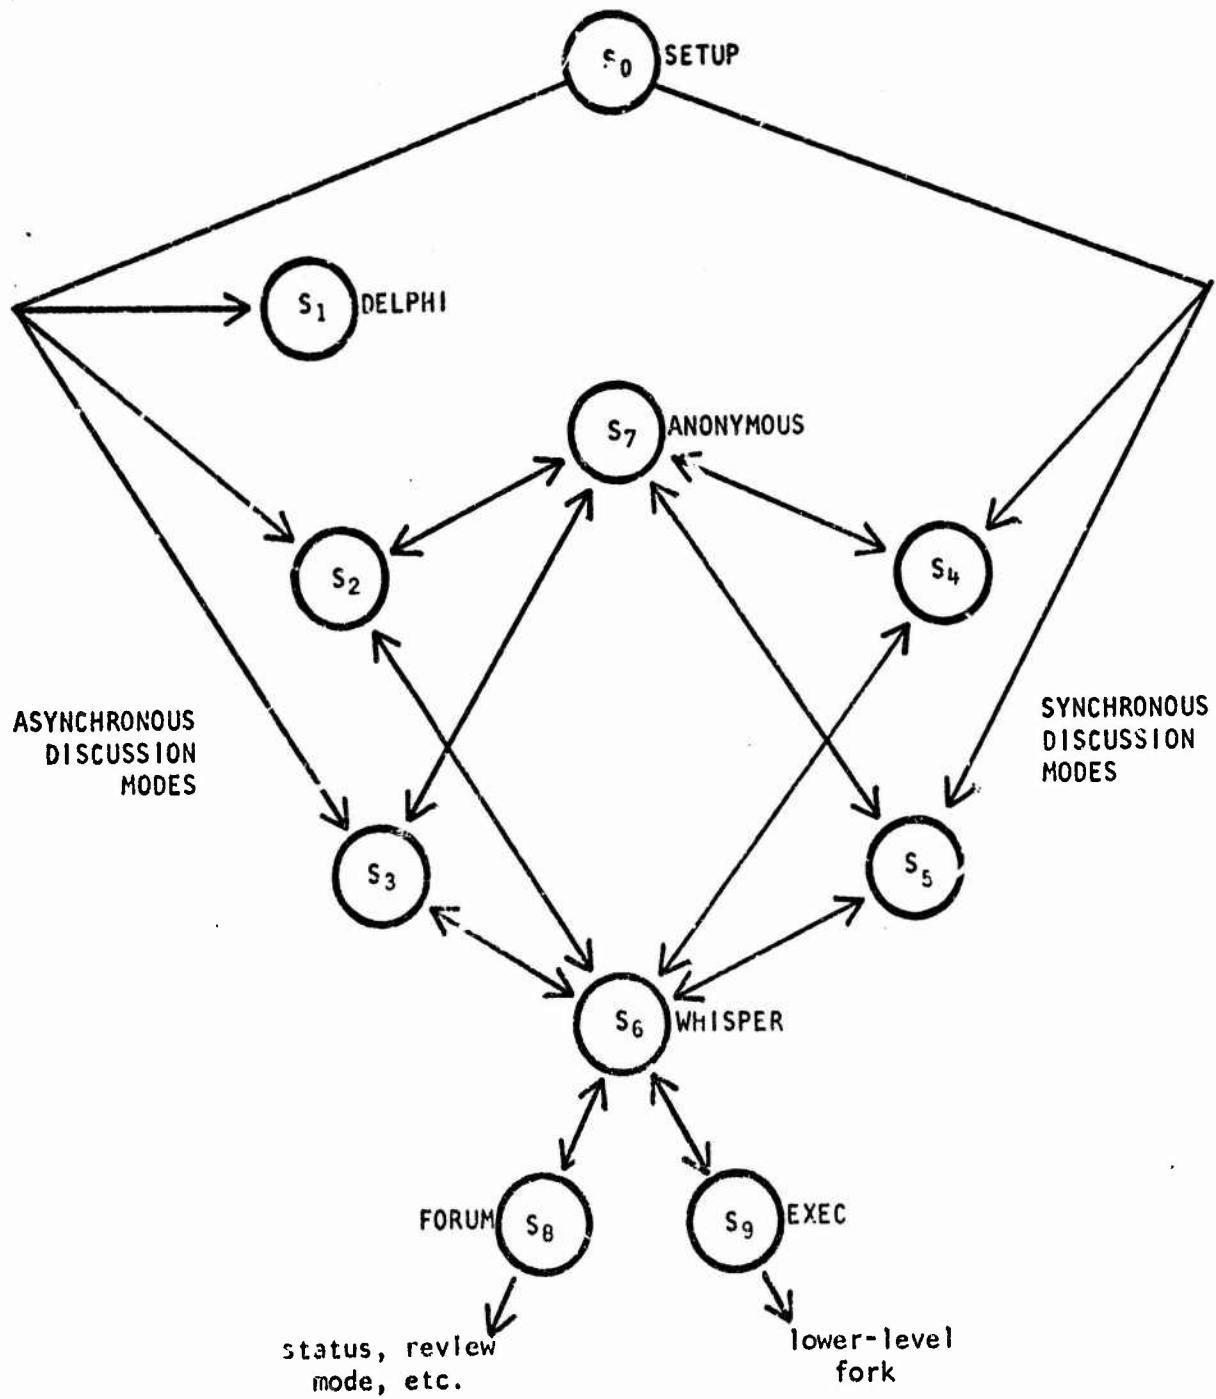 S0 SETUP
S1 DELPHI
S7 ANONYMOUS
S2
S4
ASYNCHRONOUS
DISCUSSION
MODES
SYNCHRONOUS
DISCUSSION
MODES
S3
S5
S6 WHISPER
FORUM S8
S9 EXEC
status, review
mode, etc.
lower-level
fork